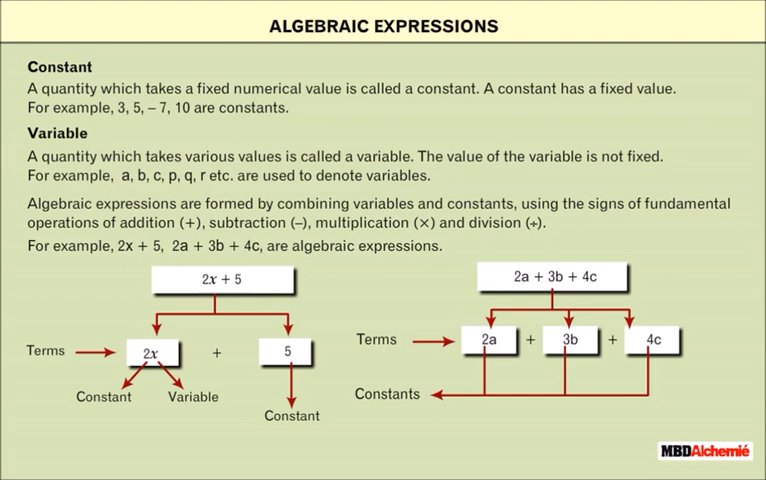 ALGEBRAIC EXPRESSIONS
Constant
A quantity which takes a fixed numerical value is called a constant. A constant has a fixed value.
For example, 3, 5, – 7, 10 are constants.
Variable
A quantity which takes various values is called a variable. The value of the variable is not fixed.
For example, a, b, c, p, q, r etc. are used to denote variables.
Algebraic expressions are formed by combining variables and constants, using the signs of fundamental
operations of addition (+), subtraction (–), multiplication (×) and division (÷).
For example, 2x + 5, 2a + 3b + 4c, are algebraic expressions.
2x + 5
Terms
2x + 5
Constant Variable
Constant
2a + 3b + 4c
Terms
2a + 3b + 4c
Constants
MBDAlchemié